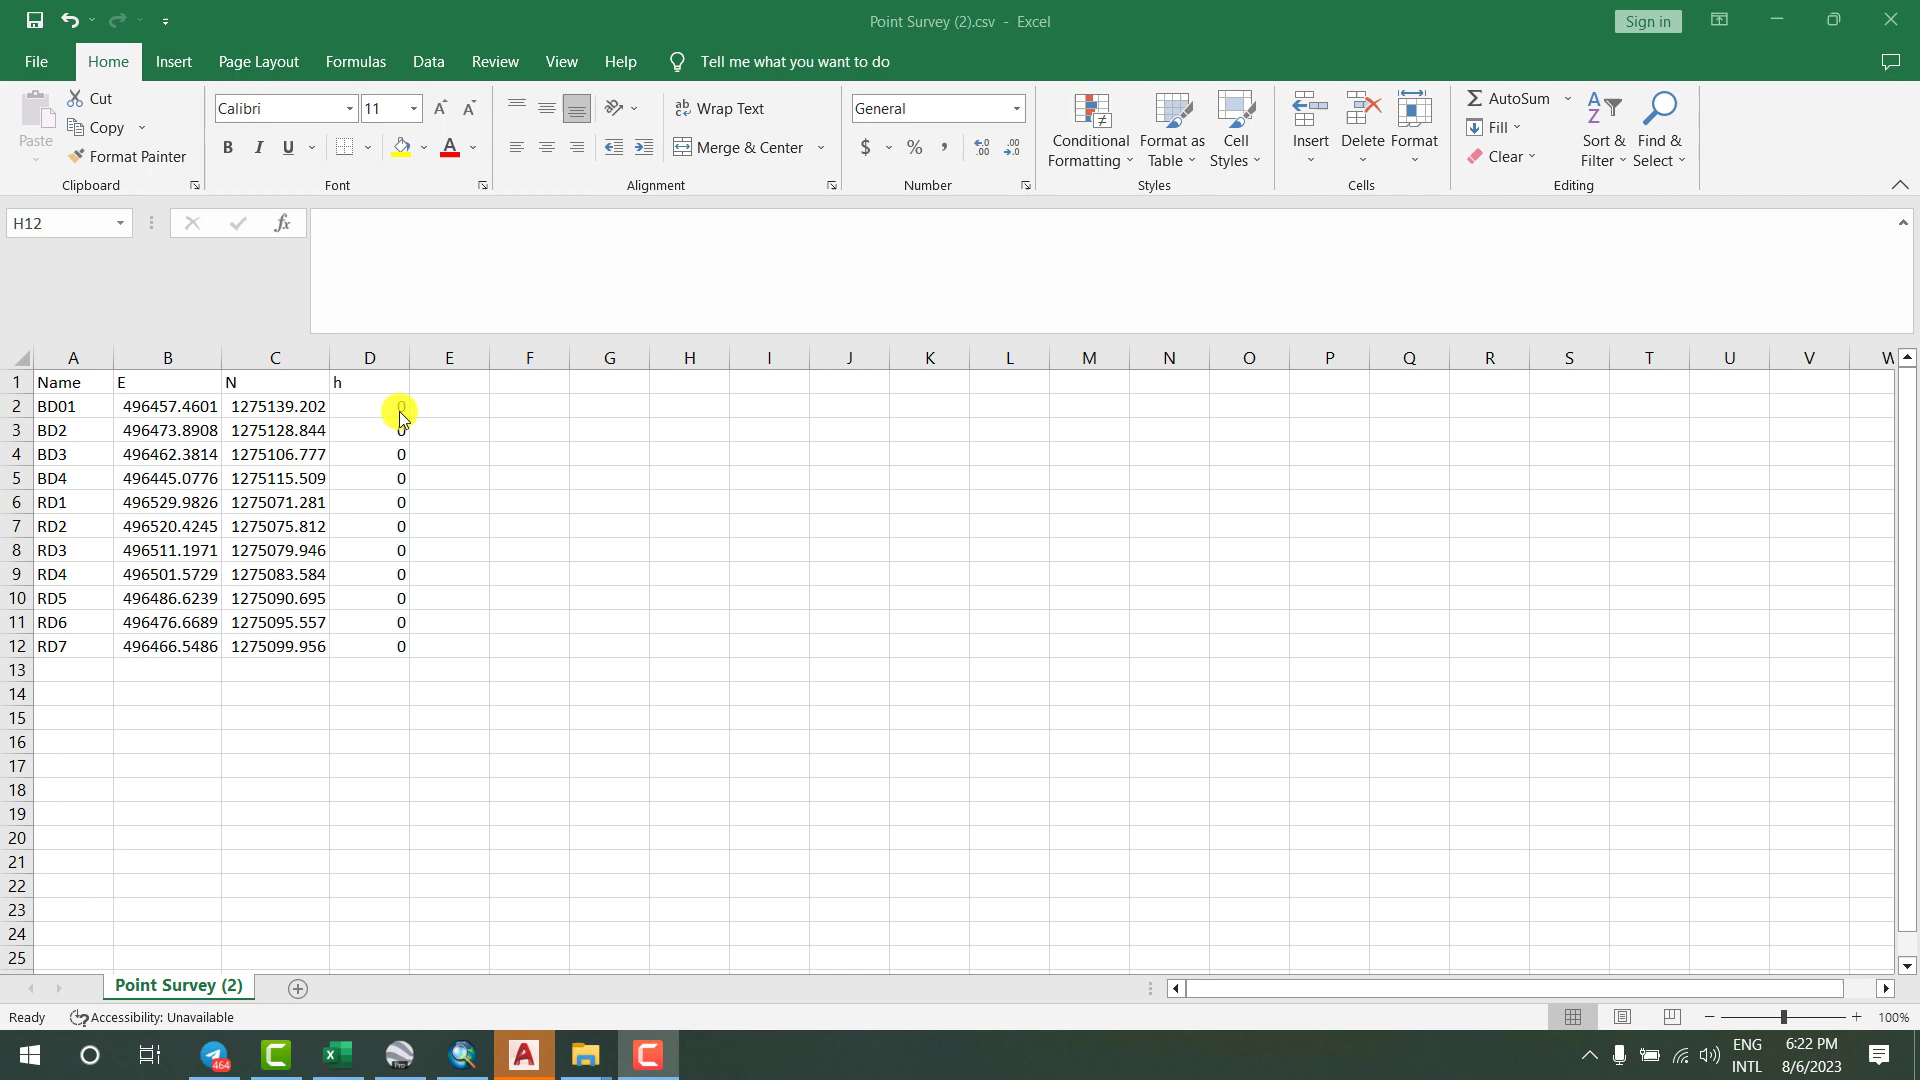 Point Survey (2).csv - Excel
Sign in
File Home Insert Page Layout Formulas Data Review View Help Tell me what you want to do
Paste
Cut
Copy
Format Painter
Clipboard
Calibri 11 A A
B I U A
Font
Wrap Text
Merge & Center
Alignment
General
$ % ,
Number
Conditional Formatting
Format as Table
Cell Styles
Styles
Insert
Delete
Format
Cells
AutoSum
Fill
Clear
Sort & Filter
Find & Select
Editing
H12 fx
A B C D E F G H I J K L M N O P Q R S T U V W
1 Name E N h
2 BD01 496457.4601 1275139.202 0
3 BD2 496473.8908 1275128.844 0
4 BD3 496462.3814 1275106.777 0
5 BD4 496445.0776 1275115.509 0
6 RD1 496529.9826 1275071.281 0
7 RD2 496520.4245 1275075.812 0
8 RD3 496511.1971 1275079.946 0
9 RD4 496501.5729 1275083.584 0
10 RD5 496486.6239 1275090.695 0
11 RD6 496476.6689 1275095.557 0
12 RD7 496466.5486 1275099.956 0
13
14
15
16
17
18
19
20
21
22
23
24
25
Point Survey (2)
Ready Accessibility: Unavailable 100%
464
Pro
ENG
INTL
6:22 PM
8/6/2023